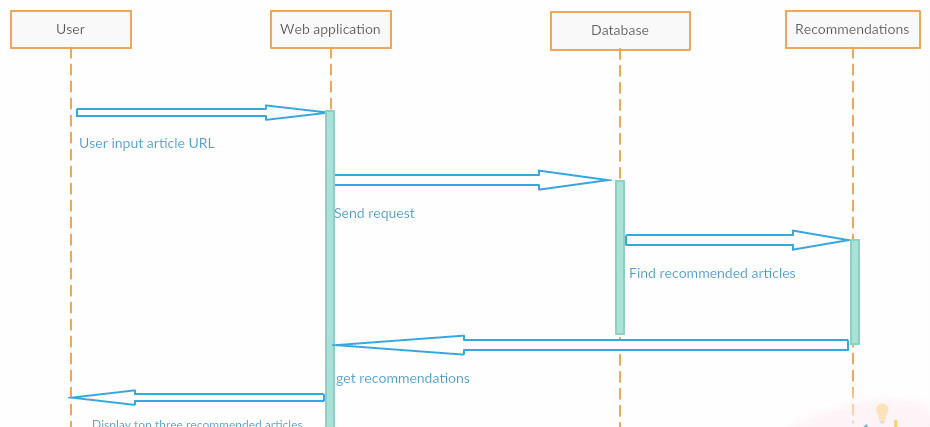 User
Web application
Database
Recommendations
User input article URL
Send request
Find recommended articles
get recommendations
Display top three recommended articles